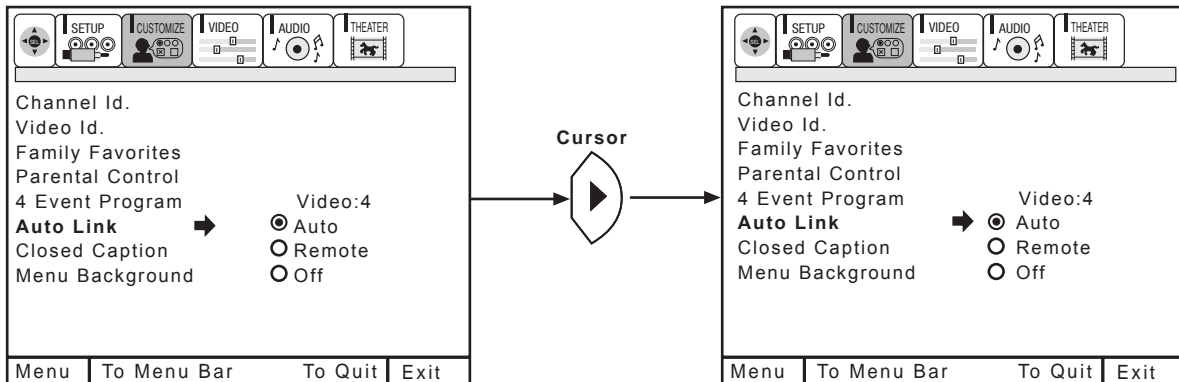 SEL SETUP CUSTOMIZE VIDEO AUDIO THEATER
Channel Id.
Video Id.
Family Favorites
Parental Control
4 Event Program Video:4
Auto Link Auto
Closed Caption Remote
Menu Background Off
Menu To Menu Bar To Quit Exit
Cursor
SEL SETUP CUSTOMIZE VIDEO AUDIO THEATER
Channel Id.
Video Id.
Family Favorites
Parental Control
4 Event Program Video:4
Auto Link Auto
Closed Caption Remote
Menu Background Off
Menu To Menu Bar To Quit Exit